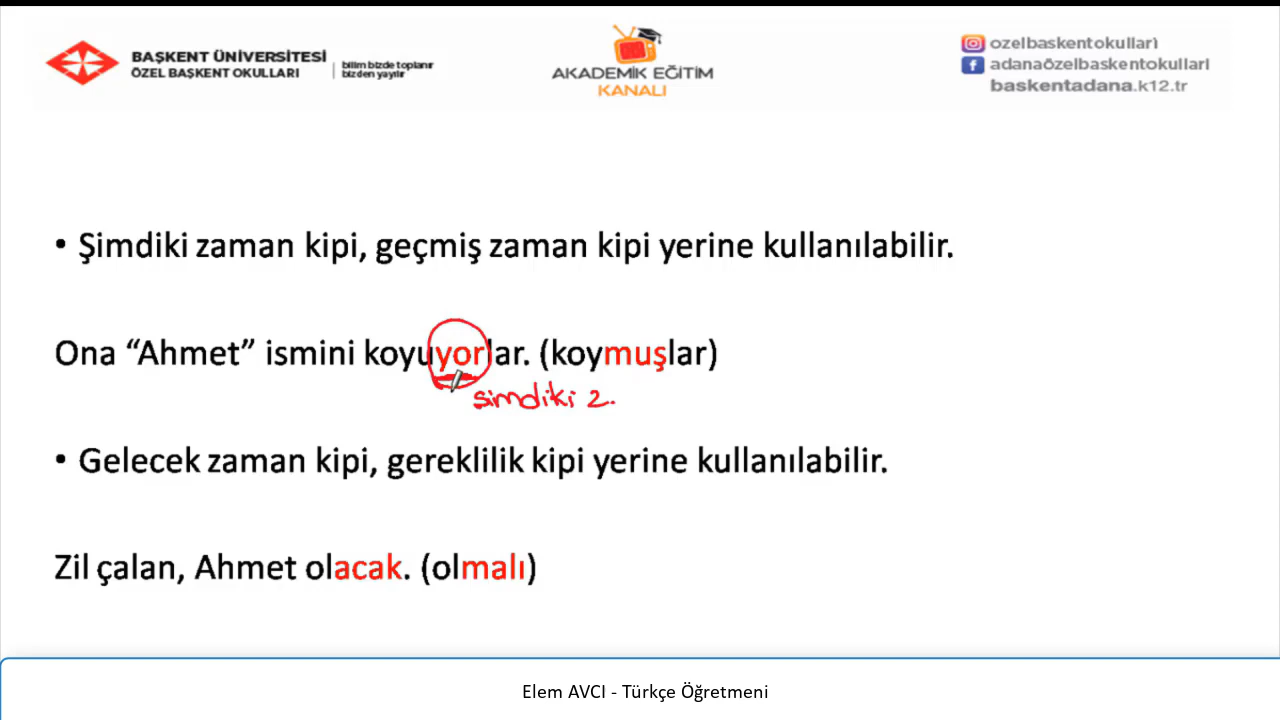 BAŞKENT ÜNİVERSİTESİ
ÖZEL BAŞKENT OKULLARI
bilim bizde toplanır
bizden yayılır
AKADEMİK EĞİTİM
KANALI
ozelbaskentokullari
adanaözelbaskentokullari
baskentadana.k12.tr
• Şimdiki zaman kipi, geçmiş zaman kipi yerine kullanılabilir.
Ona “Ahmet” ismini koyuyorlar. (koymuşlar)
şimdiki z.
• Gelecek zaman kipi, gereklilik kipi yerine kullanılabilir.
Zil çalan, Ahmet olacak. (olmalı)
Elem AVCI - Türkçe Öğretmeni